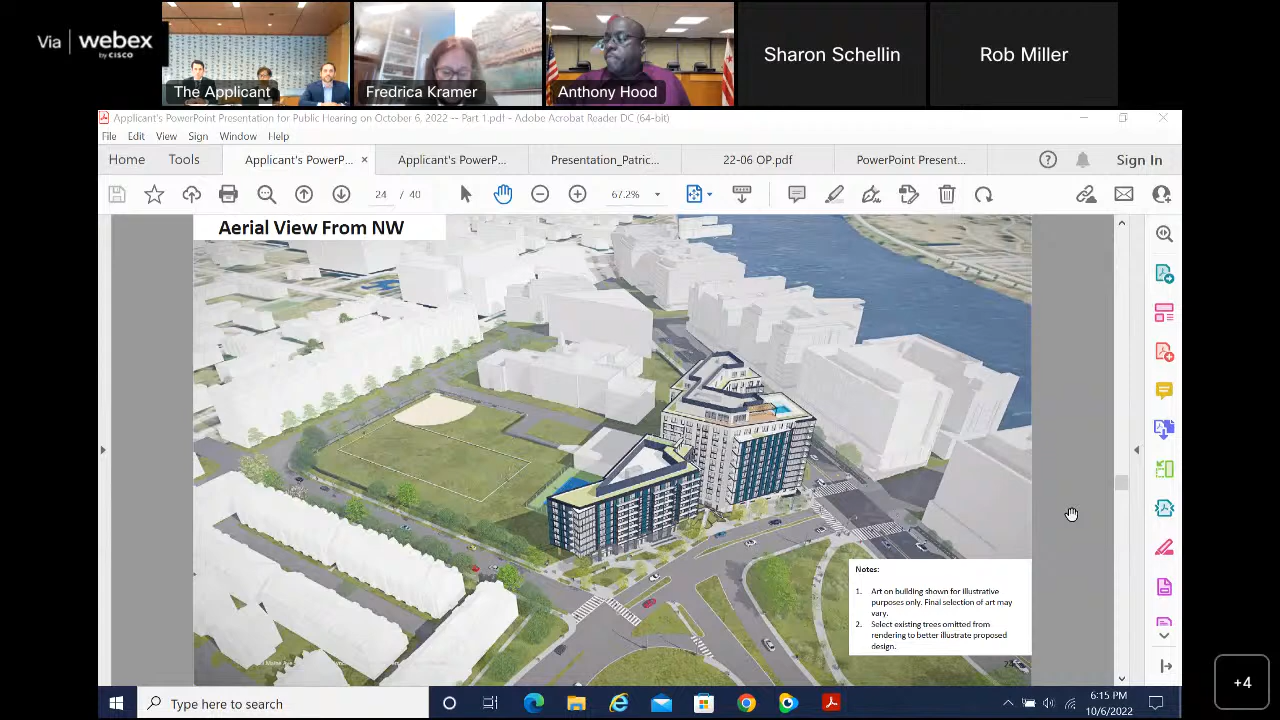 Via webex
by CISCO
The Applicant
Fredrica Kramer
Anthony Hood
Sharon Schellin
Rob Miller
Applicant's PowerPoint Presentation for Public Hearing on October 6, 2022 -- Part 1.pdf - Adobe Acrobat Reader DC (64-bit)
File Edit View Sign Window Help
Home Tools Applicant's PowerP... × Applicant's PowerP... Presentation_Patric... 22-06 OP.pdf PowerPoint Present... Sign In
24 / 40 67.2%
Aerial View From NW
Notes:
1. Art on building shown for illustrative
purposes only. Final selection of art may
vary.
2. Select existing trees omitted from
rendering to better illustrate proposed
design.
+4
Type here to search
6:15 PM
10/6/2022